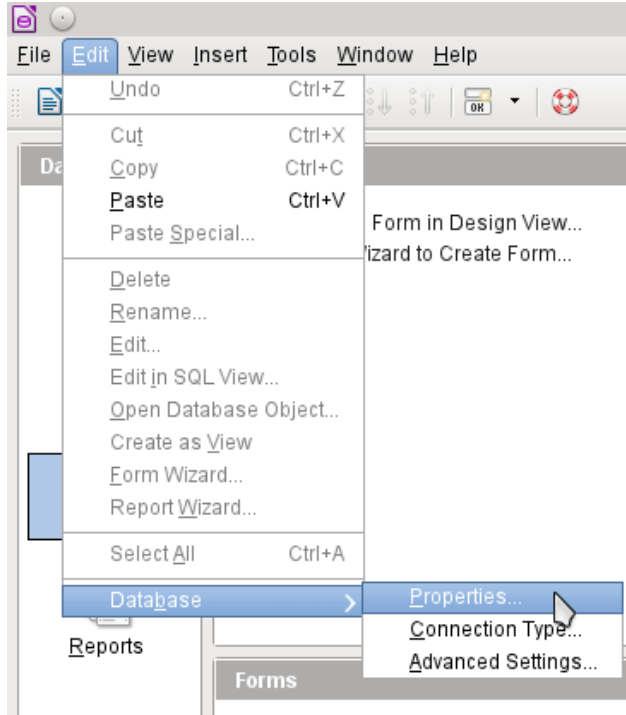 File Edit View Insert Tools Window Help
OK
Undo Ctrl+Z
Cut Ctrl+X
Copy Ctrl+C
Paste Ctrl+V
Paste Special...
Form in Design View...
to Create Form...
Delete
Rename...
Edit...
Edit in SQL View...
Open Database Object...
Create as View
Form Wizard...
Report Wizard...
Select All Ctrl+A
Database
Properties...
Connection Type...
Advanced Settings...
Reports
Forms